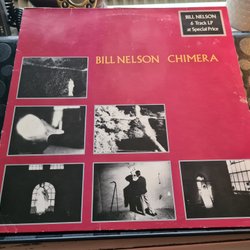 BILL NELSON
6 Track LP
at Special Price
BILL NELSON CHIMERA